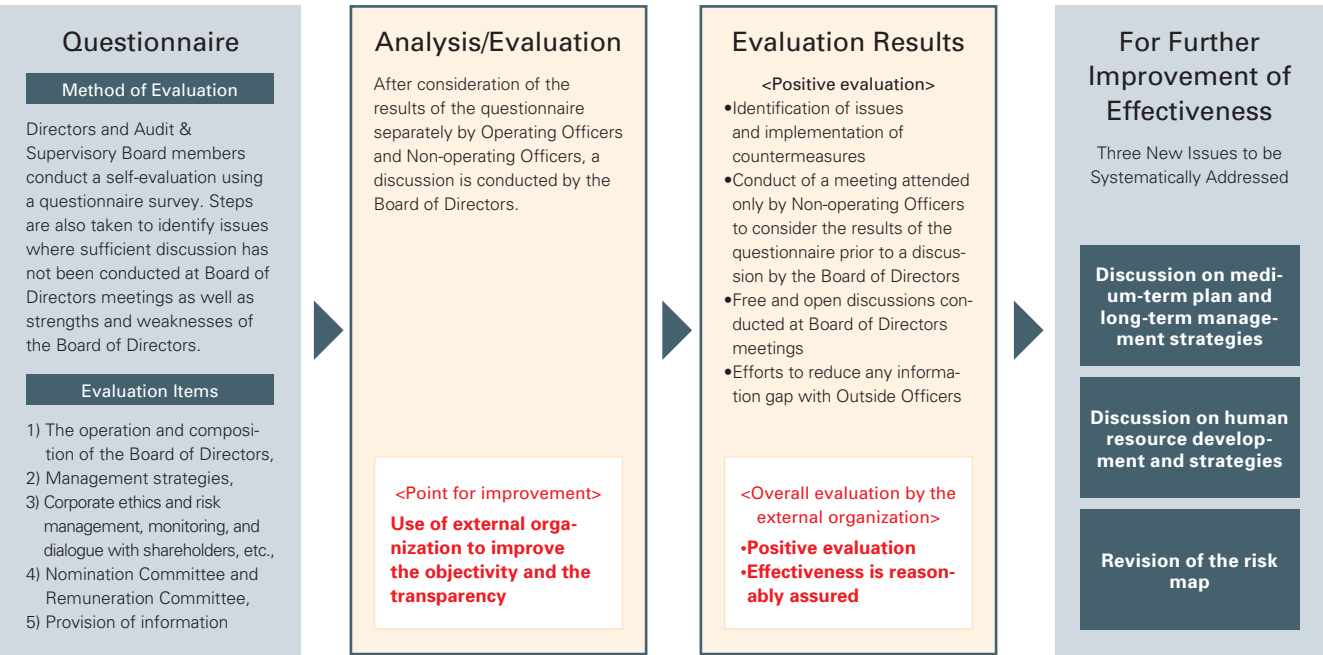 Questionnaire
Method of Evaluation
Directors and Audit &
Supervisory Board members
conduct a self-evaluation using
a questionnaire survey. Steps
are also taken to identify issues
where sufficient discussion has
not been conducted at Board of
Directors meetings as well as
strengths and weaknesses of
the Board of Directors.
Evaluation Items
1) The operation and composi-
tion of the Board of Directors,
2) Management strategies,
3) Corporate ethics and risk
management, monitoring, and
dialogue with shareholders, etc.,
4) Nomination Committee and
Remuneration Committee,
5) Provision of information
Analysis/Evaluation
After consideration of the
results of the questionnaire
separately by Operating Officers
and Non-operating Officers, a
discussion is conducted by the
Board of Directors.
<Point for improvement>
Use of external orga-
nization to improve
the objectivity and the
transparency
Evaluation Results
<Positive evaluation>
•Identification of issues
and implementation of
countermeasures
•Conduct of a meeting attended
only by Non-operating Officers
to consider the results of the
questionnaire prior to a discus-
sion by the Board of Directors
•Free and open discussions con-
ducted at Board of Directors
meetings
•Efforts to reduce any informa-
tion gap with Outside Officers
<Overall evaluation by the
external organization>
•Positive evaluation
•Effectiveness is reason-
ably assured
For Further
Improvement of
Effectiveness
Three New Issues to be
Systematically Addressed
Discussion on medi-
um-term plan and
long-term manage-
ment strategies
Discussion on human
resource develop-
ment and strategies
Revision of the risk
map